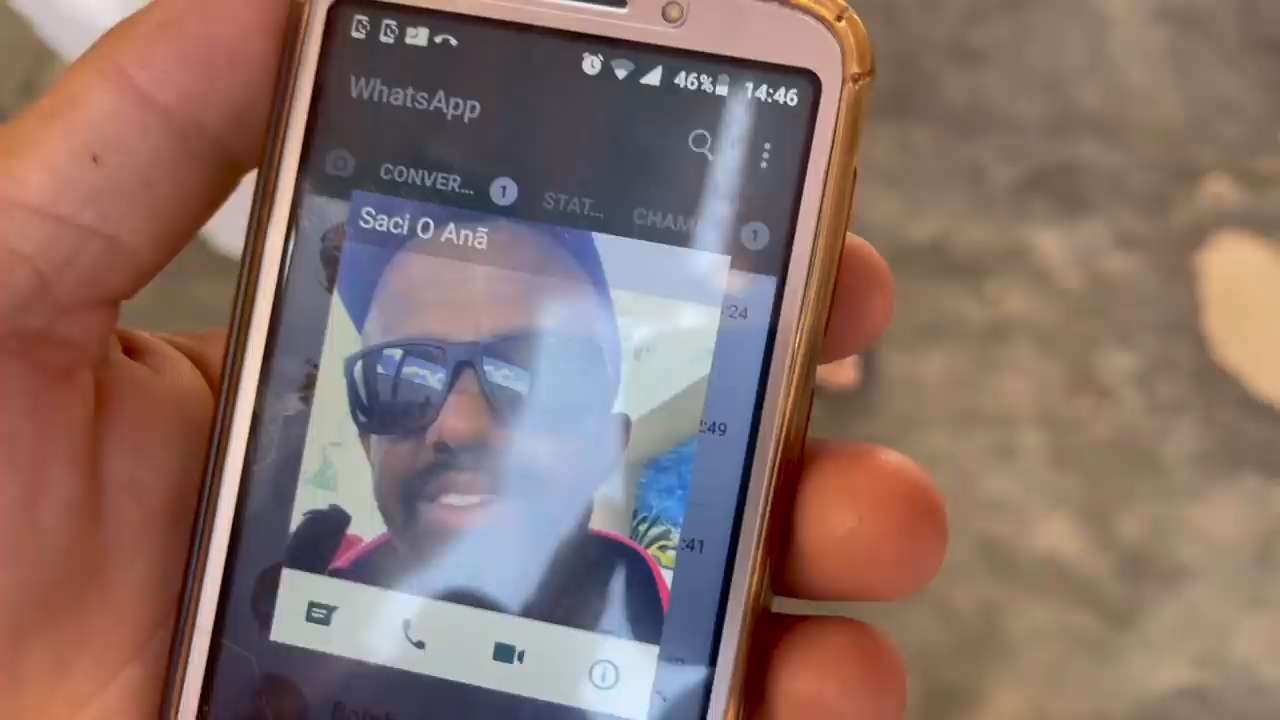 46% 14:46
WhatsApp
CONVER... 1 STAT... CHAM 1
Saci O Anã
:24
:49
:41